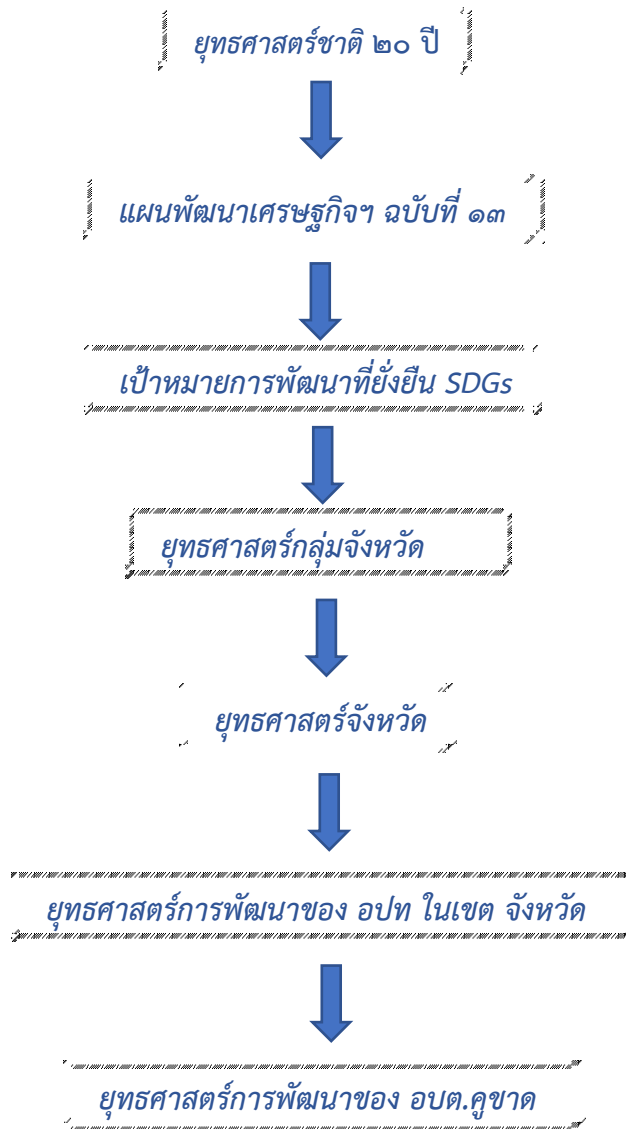 ยุทธศาสตร์ชาติ ๒๐ ปี
แผนพัฒนาเศรษฐกิจฯ ฉบับที่ ๑๓
เป้าหมายการพัฒนาที่ยั่งยืน SDGs
ยุทธศาสตร์กลุ่มจังหวัด
ยุทธศาสตร์จังหวัด
ยุทธศาสตร์การพัฒนาของ อปท ในเขต จังหวัด
ยุทธศาสตร์การพัฒนาของ อบต.คูขาด